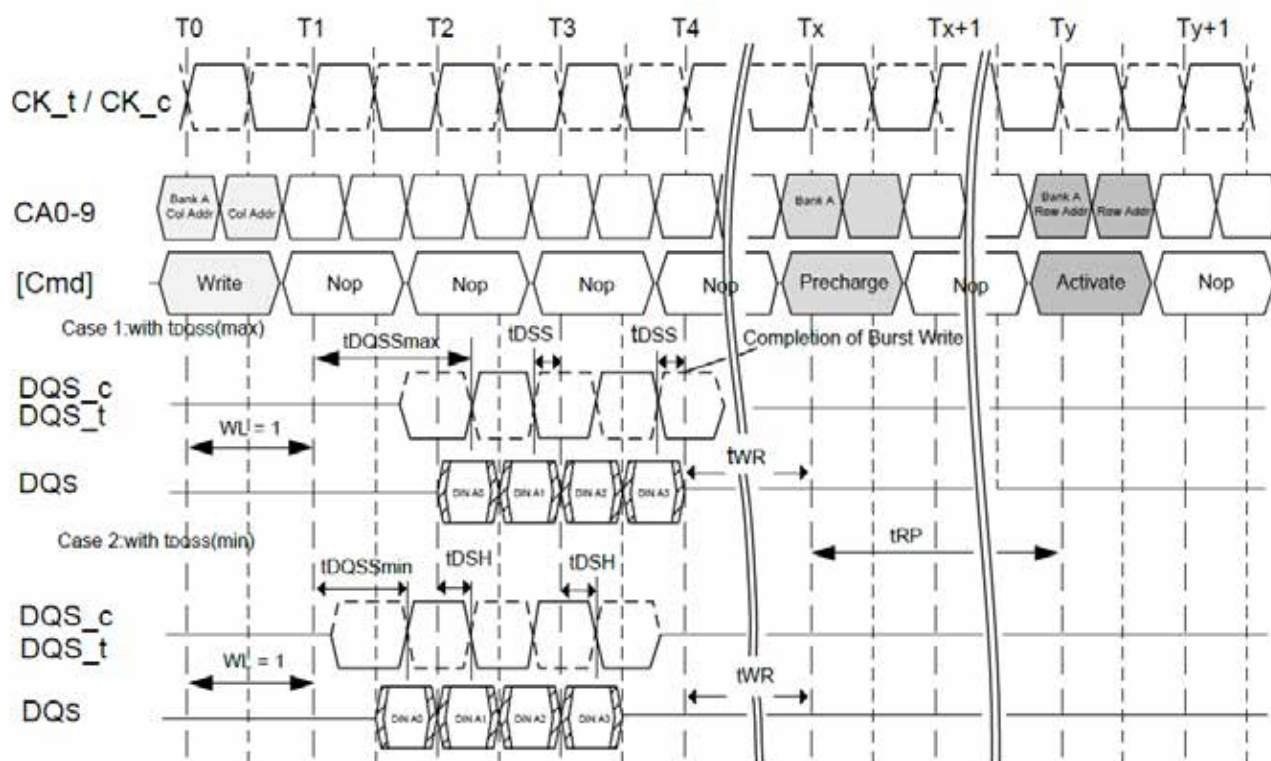 T0 T1 T2 T3 T4 Tx Tx+1 Ty Ty+1
CK_t / CK_c
CA0-9
Bank A
Col Addr
Col Addr
Bank A
Bank A
Row Addr
Row Addr
[Cmd]
Write Nop Nop Nop Nop Precharge Nop Activate Nop
Case 1:with tDQSS(max)
tDQSSmax
tDSS
tDSS
Completion of Burst Write
DQS_c
DQS_t
WL = 1
tWR
DQS
DIN A0 DIN A1 DIN A2 DIN A3
Case 2:with tDQSS(min)
tRP
tDQSSmin
tDSH
tDSH
DQS_c
DQS_t
WL = 1
tWR
DQS
DIN A0 DIN A1 DIN A2 DIN A3